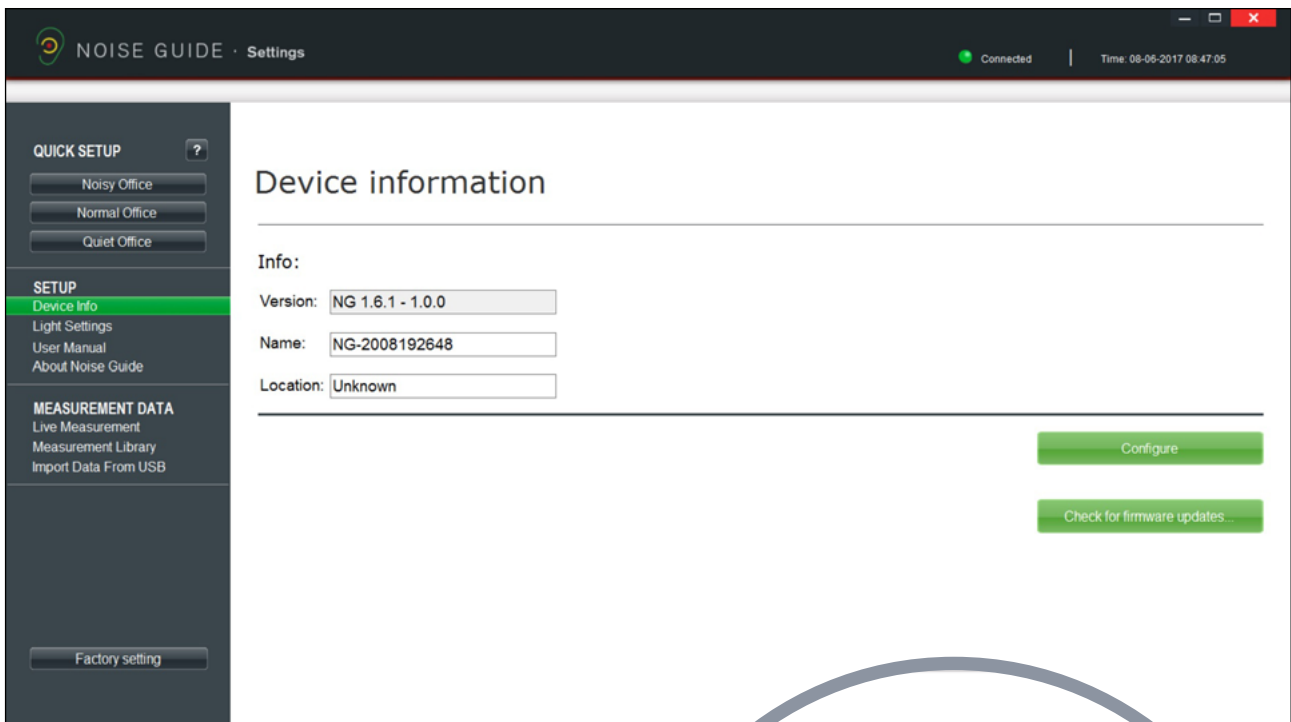 NOISE GUIDE · Settings
Connected | Time: 08-06-2017 08:47:05
QUICK SETUP ?
Noisy Office
Normal Office
Quiet Office
SETUP
Device Info
Light Settings
User Manual
About Noise Guide
MEASUREMENT DATA
Live Measurement
Measurement Library
Import Data From USB
Factory setting
Device information
Info:
Version: NG 1.6.1 - 1.0.0
Name: NG-2008192648
Location: Unknown
Configure
Check for firmware updates...